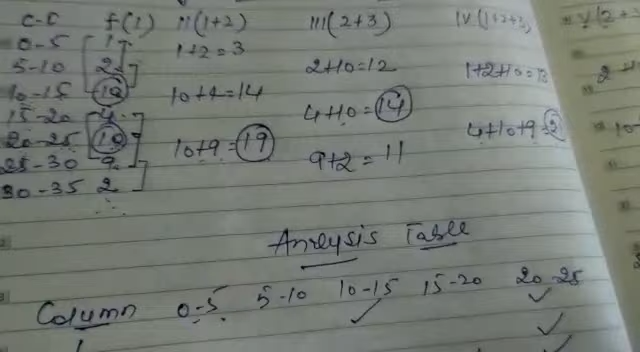 C-I f(I) II(1+2) III(2+3) IV(1+2+3)
0-5 1 1+2=3
5-10 2 2+10=12 1+2+10=13
10-15 10 10+4=14
15-20 4 4+10=14
20-25 10 10+9=19 4+10+9=2
25-30 9 9+2=11
30-35 2
Analysis Table
Column 0-5 5-10 10-15 15-20 20-25
✓ ✓
✓